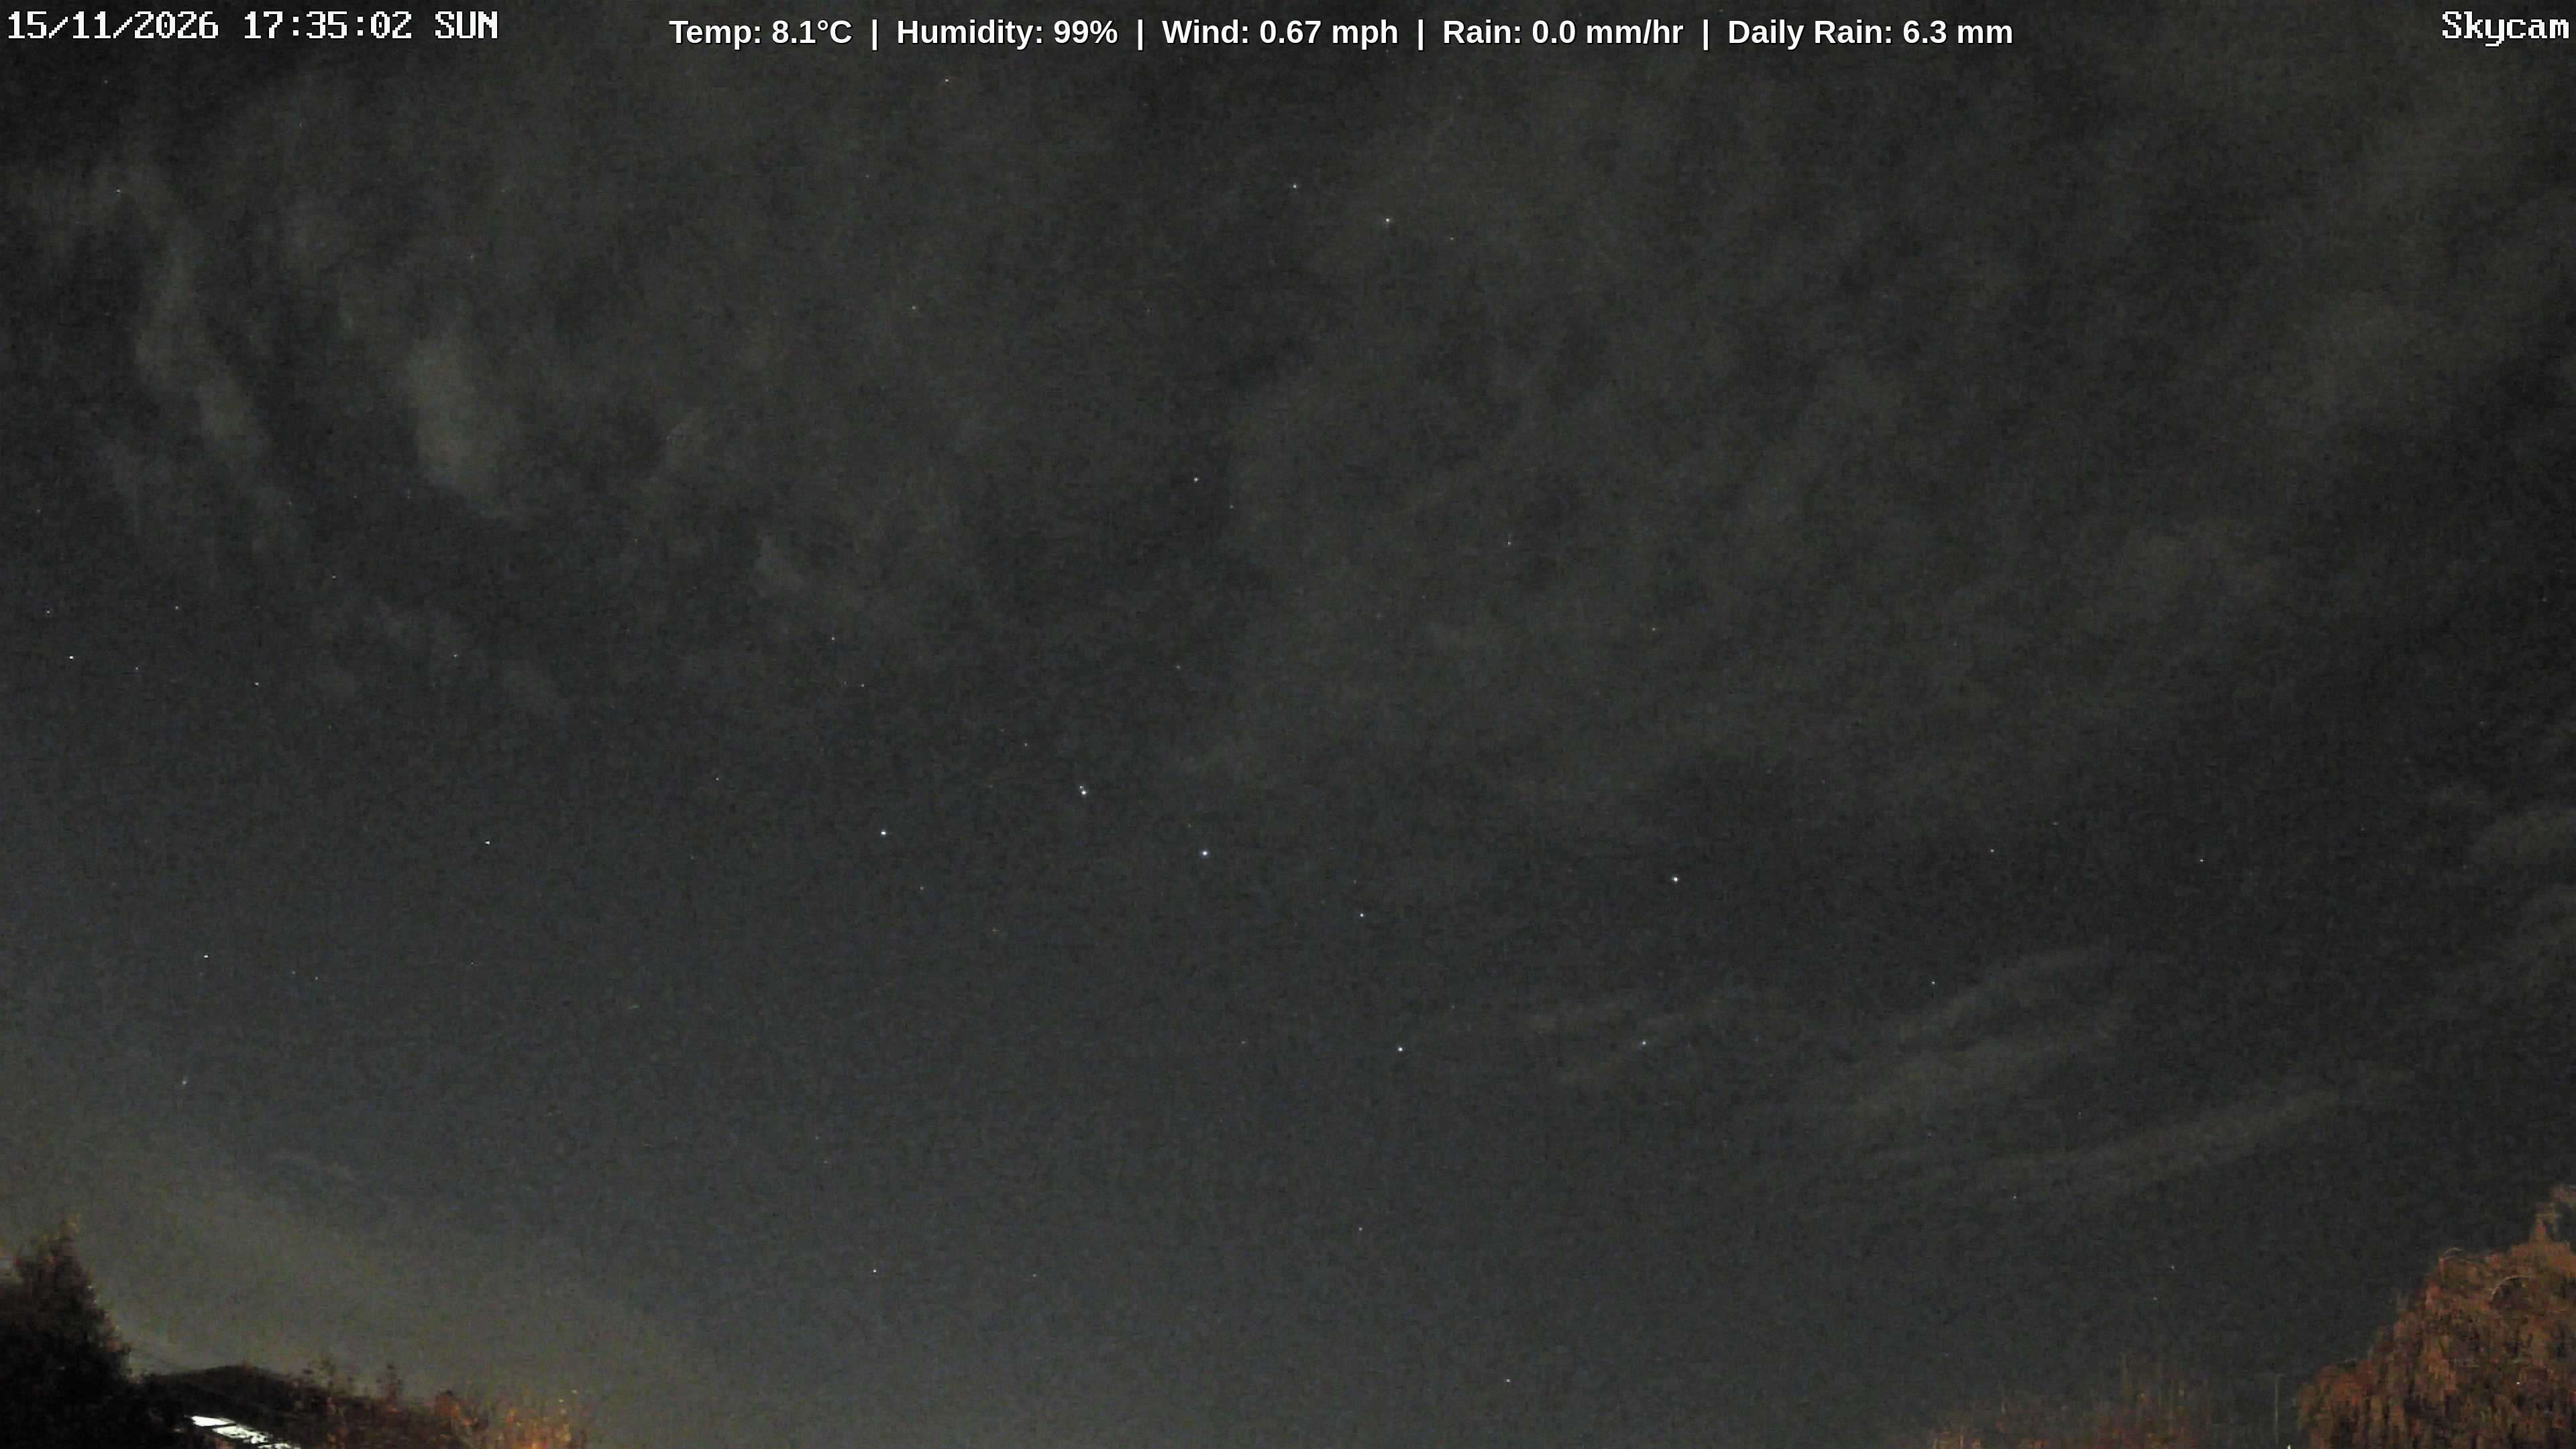 15/11/2026 17:35:02 SUN
Temp: 8.1°C | Humidity: 99% | Wind: 0.67 mph | Rain: 0.0 mm/hr | Daily Rain: 6.3 mm
Skycam